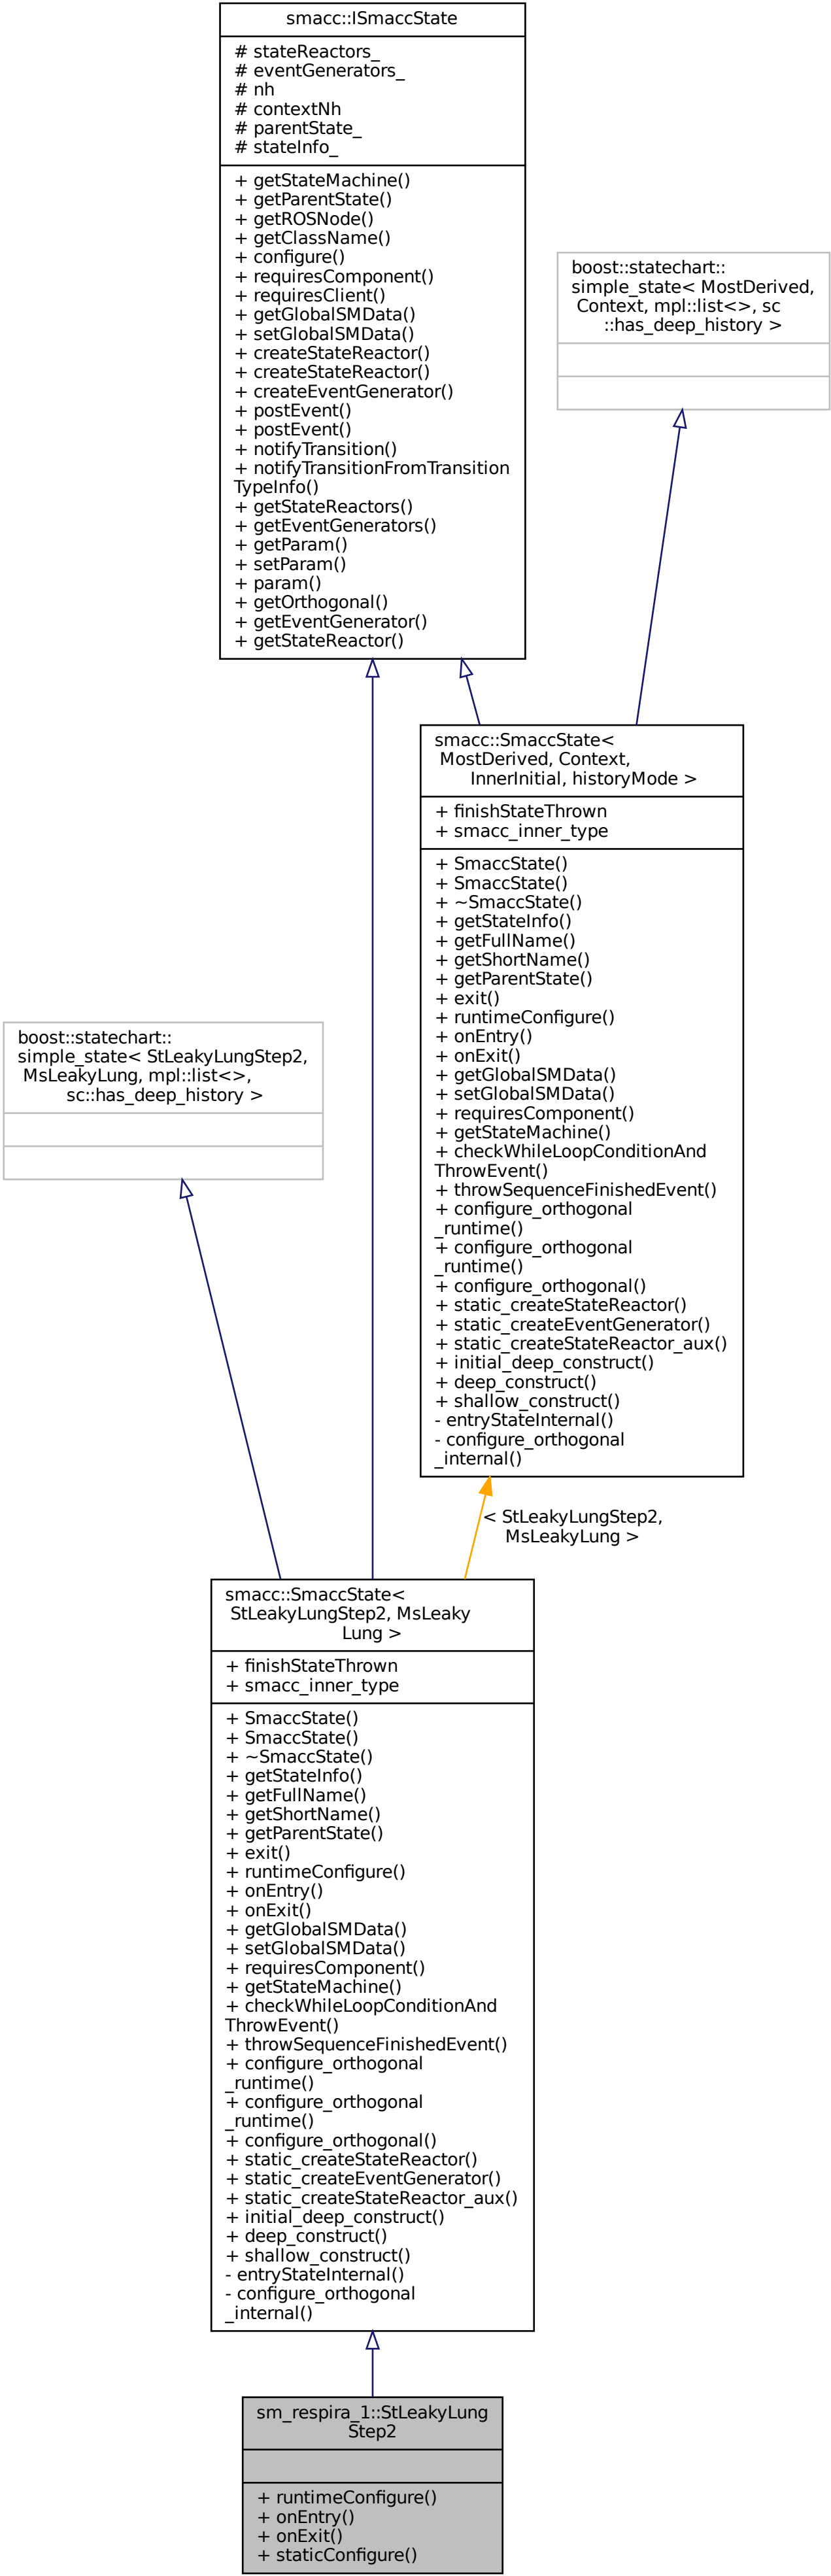 smacc::ISmaccState
# stateReactors_
# eventGenerators_
# nh
# contextNh
# parentState_
# stateInfo_
+ getStateMachine()
+ getParentState()
+ getROSNode()
+ getClassName()
+ configure()
+ requiresComponent()
+ requiresClient()
+ getGlobalSMData()
+ setGlobalSMData()
+ createStateReactor()
+ createStateReactor()
+ createEventGenerator()
+ postEvent()
+ postEvent()
+ notifyTransition()
+ notifyTransitionFromTransition
TypeInfo()
+ getStateReactors()
+ getEventGenerators()
+ getParam()
+ setParam()
+ param()
+ getOrthogonal()
+ getEventGenerator()
+ getStateReactor()
boost::statechart::
simple_state< MostDerived,
Context, mpl::list<>, sc
::has_deep_history >
smacc::SmaccState<
MostDerived, Context,
InnerInitial, historyMode >
+ finishStateThrown
+ smacc_inner_type
+ SmaccState()
+ SmaccState()
+ ~SmaccState()
+ getStateInfo()
+ getFullName()
+ getShortName()
+ getParentState()
+ exit()
+ runtimeConfigure()
+ onEntry()
+ onExit()
+ getGlobalSMData()
+ setGlobalSMData()
+ requiresComponent()
+ getStateMachine()
+ checkWhileLoopConditionAnd
ThrowEvent()
+ throwSequenceFinishedEvent()
+ configure_orthogonal
_runtime()
+ configure_orthogonal
_runtime()
+ configure_orthogonal()
+ static_createStateReactor()
+ static_createEventGenerator()
+ static_createStateReactor_aux()
+ initial_deep_construct()
+ deep_construct()
+ shallow_construct()
- entryStateInternal()
- configure_orthogonal
_internal()
boost::statechart::
simple_state< StLeakyLungStep2,
MsLeakyLung, mpl::list<>,
sc::has_deep_history >
< StLeakyLungStep2,
MsLeakyLung >
smacc::SmaccState<
StLeakyLungStep2, MsLeaky
Lung >
+ finishStateThrown
+ smacc_inner_type
+ SmaccState()
+ SmaccState()
+ ~SmaccState()
+ getStateInfo()
+ getFullName()
+ getShortName()
+ getParentState()
+ exit()
+ runtimeConfigure()
+ onEntry()
+ onExit()
+ getGlobalSMData()
+ setGlobalSMData()
+ requiresComponent()
+ getStateMachine()
+ checkWhileLoopConditionAnd
ThrowEvent()
+ throwSequenceFinishedEvent()
+ configure_orthogonal
_runtime()
+ configure_orthogonal
_runtime()
+ configure_orthogonal()
+ static_createStateReactor()
+ static_createEventGenerator()
+ static_createStateReactor_aux()
+ initial_deep_construct()
+ deep_construct()
+ shallow_construct()
- entryStateInternal()
- configure_orthogonal
_internal()
sm_respira_1::StLeakyLung
Step2
+ runtimeConfigure()
+ onEntry()
+ onExit()
+ staticConfigure()